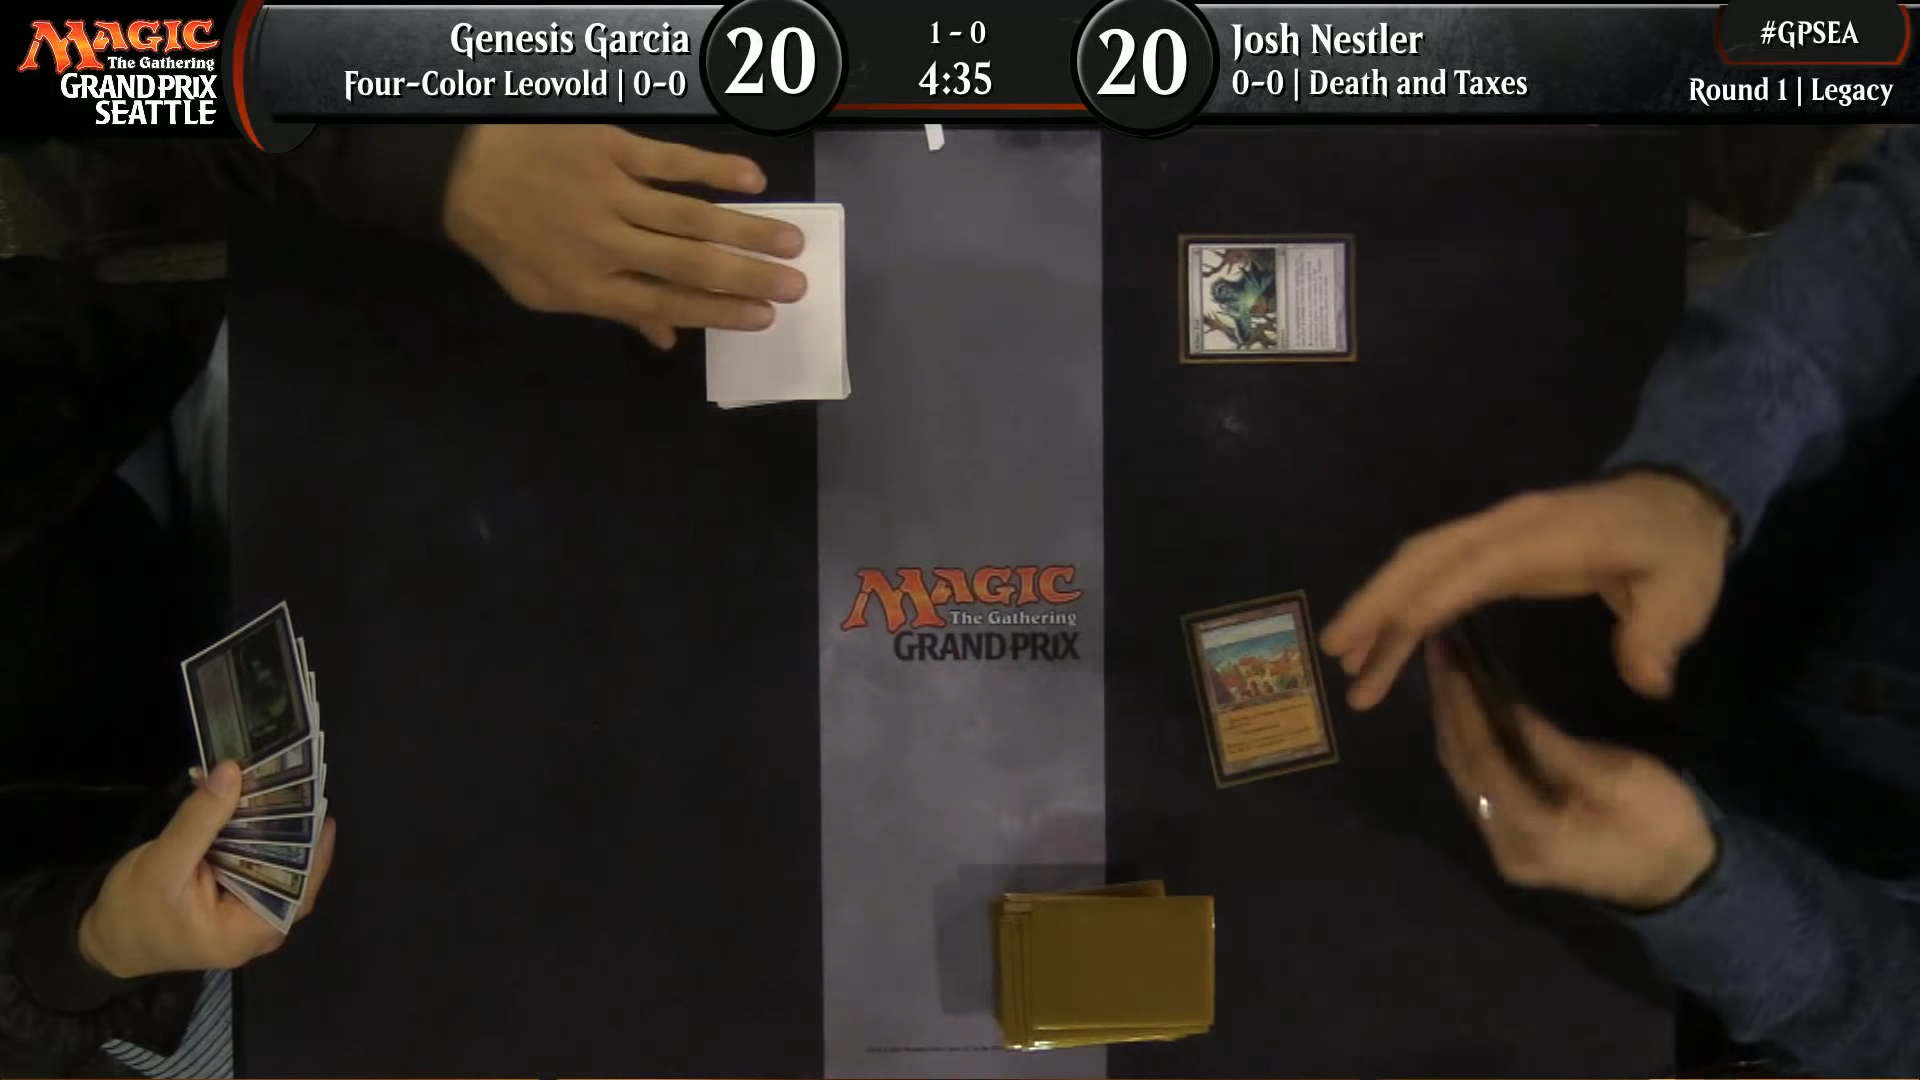 MAGIC
The Gathering
GRAND PRIX
SEATTLE
Genesis Garcia
Four-Color Leovold | 0-0
20
1 - 0
4:35
20
Josh Nestler
0-0 | Death and Taxes
#GPSEA
Round 1 | Legacy
MAGIC
The Gathering
GRAND PRIX